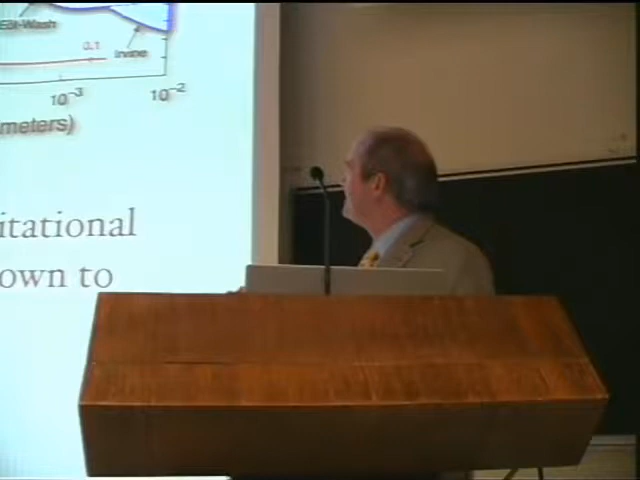 Eöt-Wash
0.1
Irvine
10-3
10-2
meters)
itational
own to